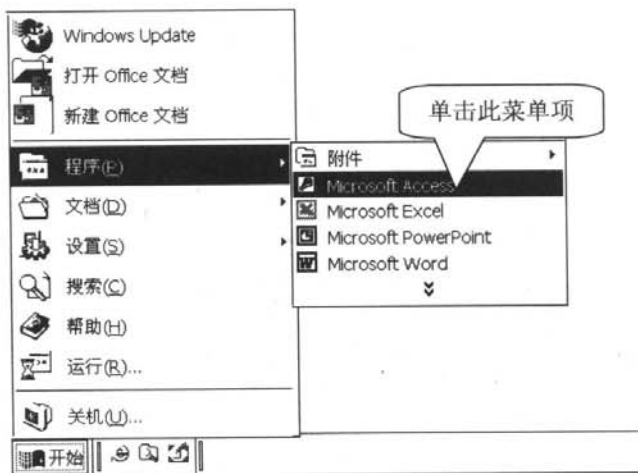 Windows Update
打开 Office 文档
新建 Office 文档
单击此菜单项
程序(P)
附件
Microsoft Access
文档(D)
Microsoft Excel
设置(S)
Microsoft PowerPoint
搜索(C)
Microsoft Word
帮助(H)
运行(R)...
关机(U)...
开始